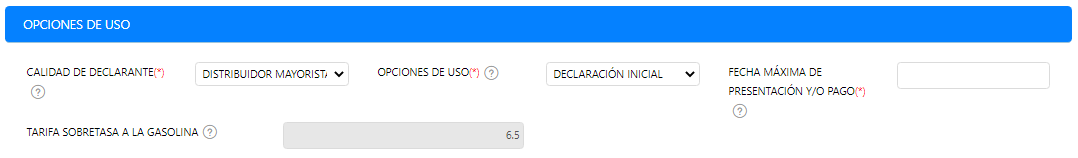 OPCIONES DE USO
CALIDAD DE DECLARANTE(*)
?
DISTRIBUIDOR MAYORISTA
OPCIONES DE USO(*) ?
DECLARACIÓN INICIAL
FECHA MÁXIMA DE
PRESENTACIÓN Y/O PAGO(*)
?
TARIFA SOBRETASA A LA GASOLINA ?
6.5